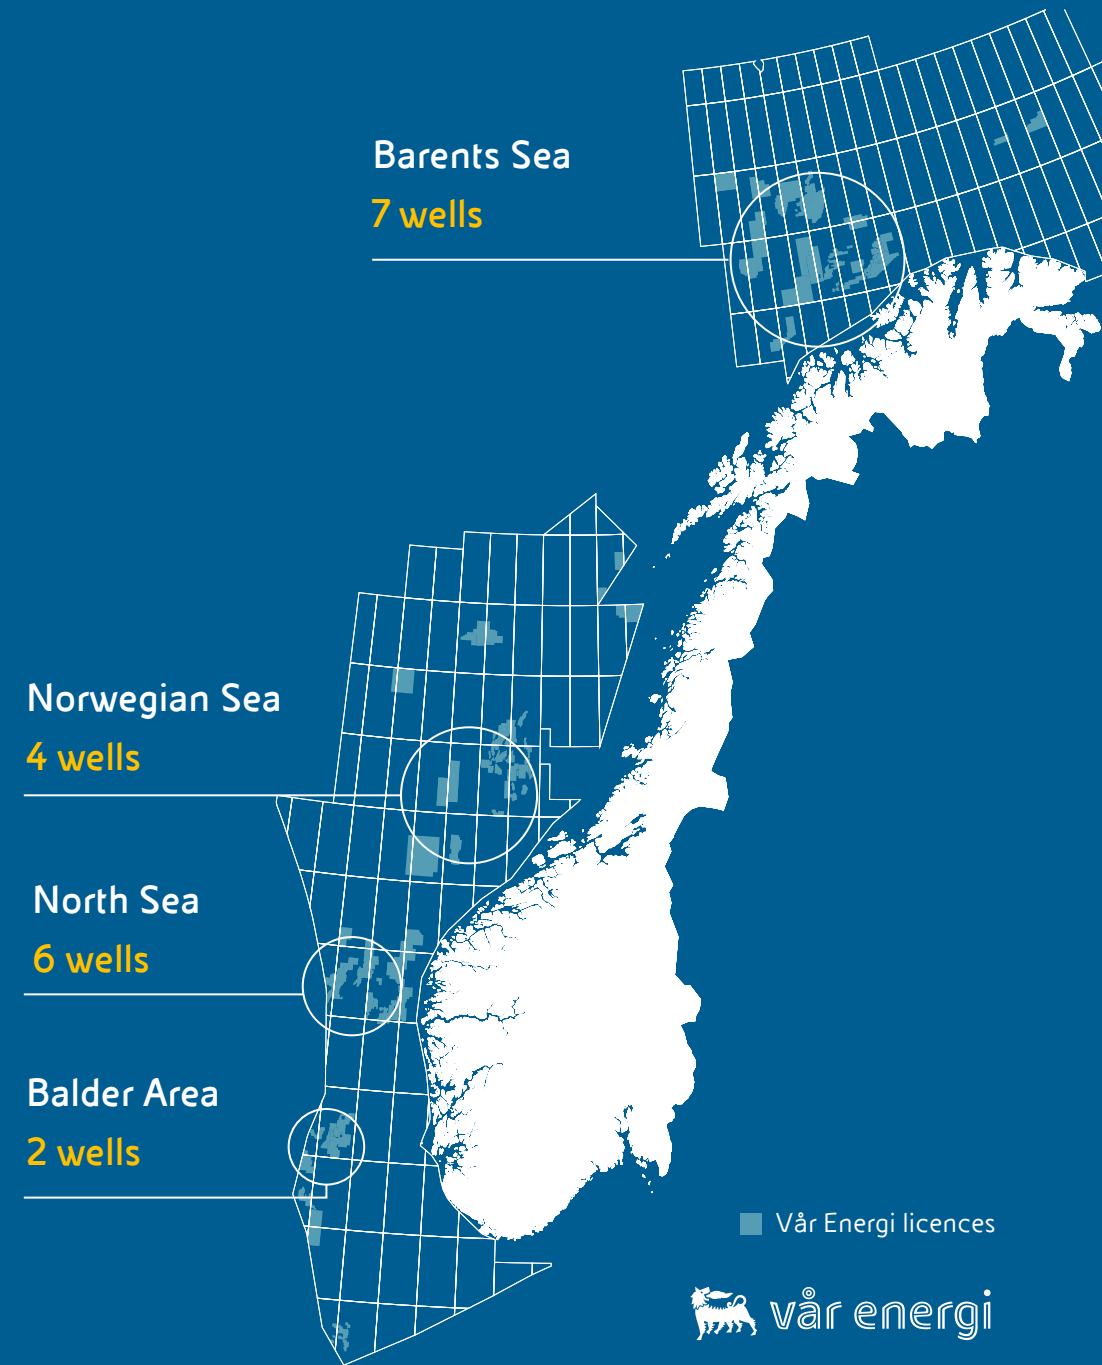 Barents Sea
7 wells
Norwegian Sea
4 wells
North Sea
6 wells
Balder Area
2 wells
Vår Energi licences
vår energi